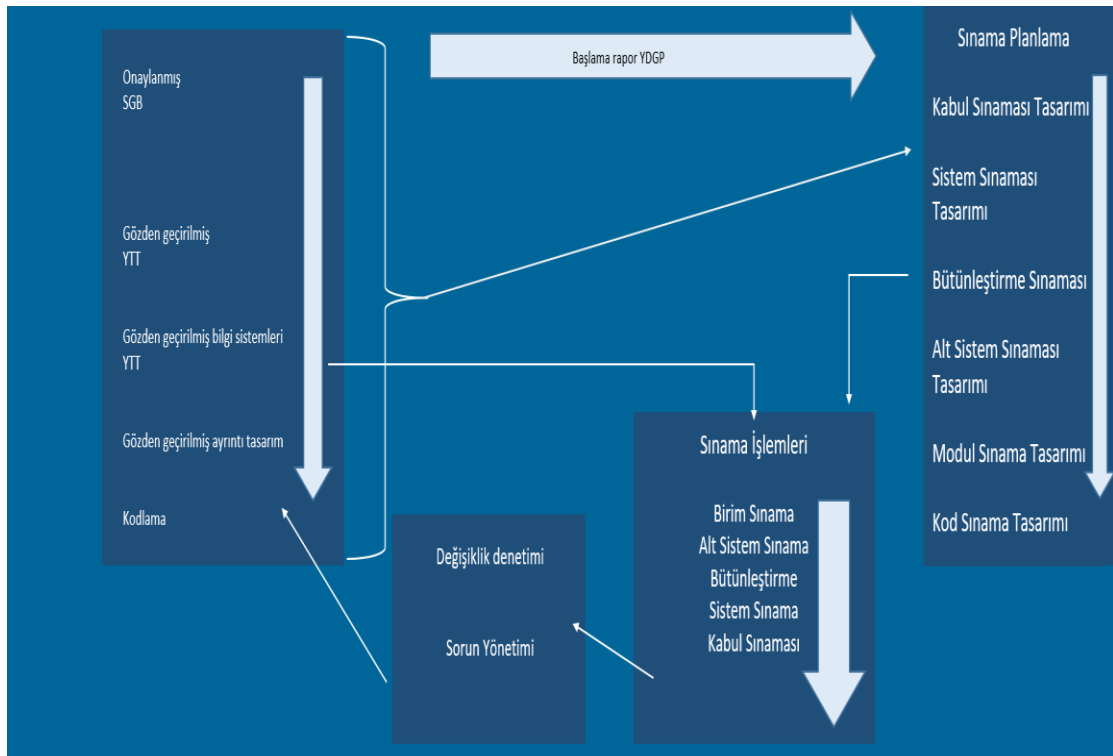 Onaylanmış
SGB
Gözden geçirilmiş
YTT
Gözden geçirilmiş bilgi sistemleri
YTT
Gözden geçirilmiş ayrıntı tasarım
Kodlama
Başlama rapor YDGP
Sınama Planlama
Kabul Sınaması Tasarımı
Sistem Sınaması
Tasarımı
Bütünleştirme Sınaması
Alt Sistem Sınaması
Tasarımı
Modul Sınama Tasarımı
Kod Sınama Tasarımı
Sınama İşlemleri
Birim Sınama
Alt Sistem Sınama
Bütünleştirme
Sistem Sınama
Kabul Sınaması
Değişiklik denetimi
Sorun Yönetimi